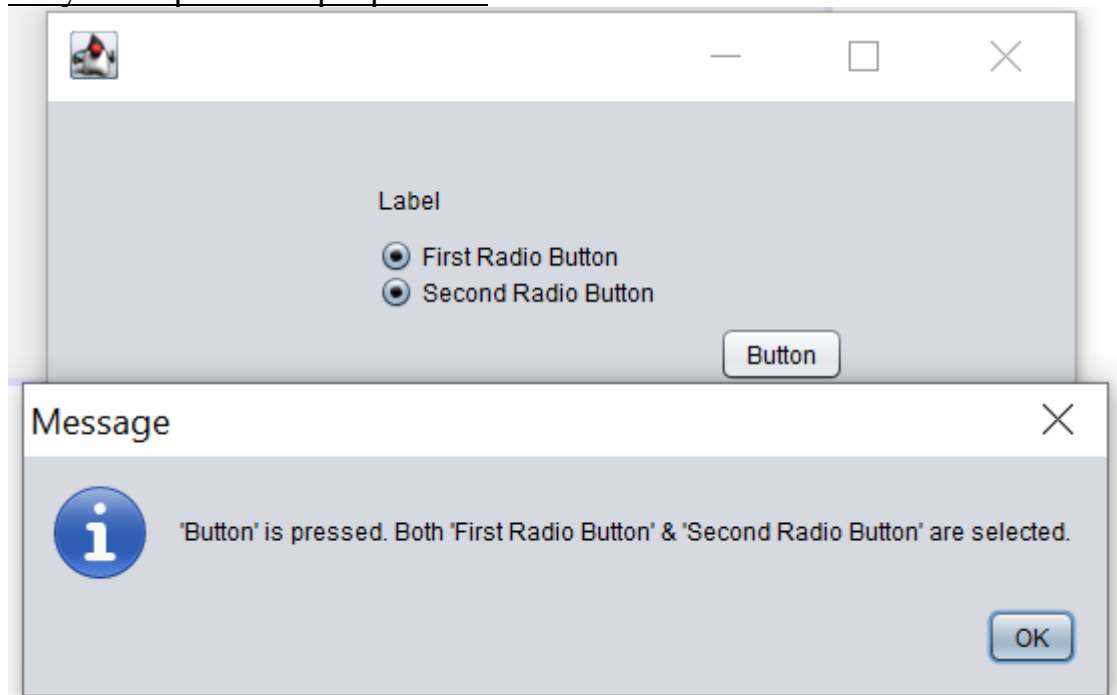 Label
First Radio Button
Second Radio Button
Button
Message
'Button' is pressed. Both 'First Radio Button' & 'Second Radio Button' are selected.
OK